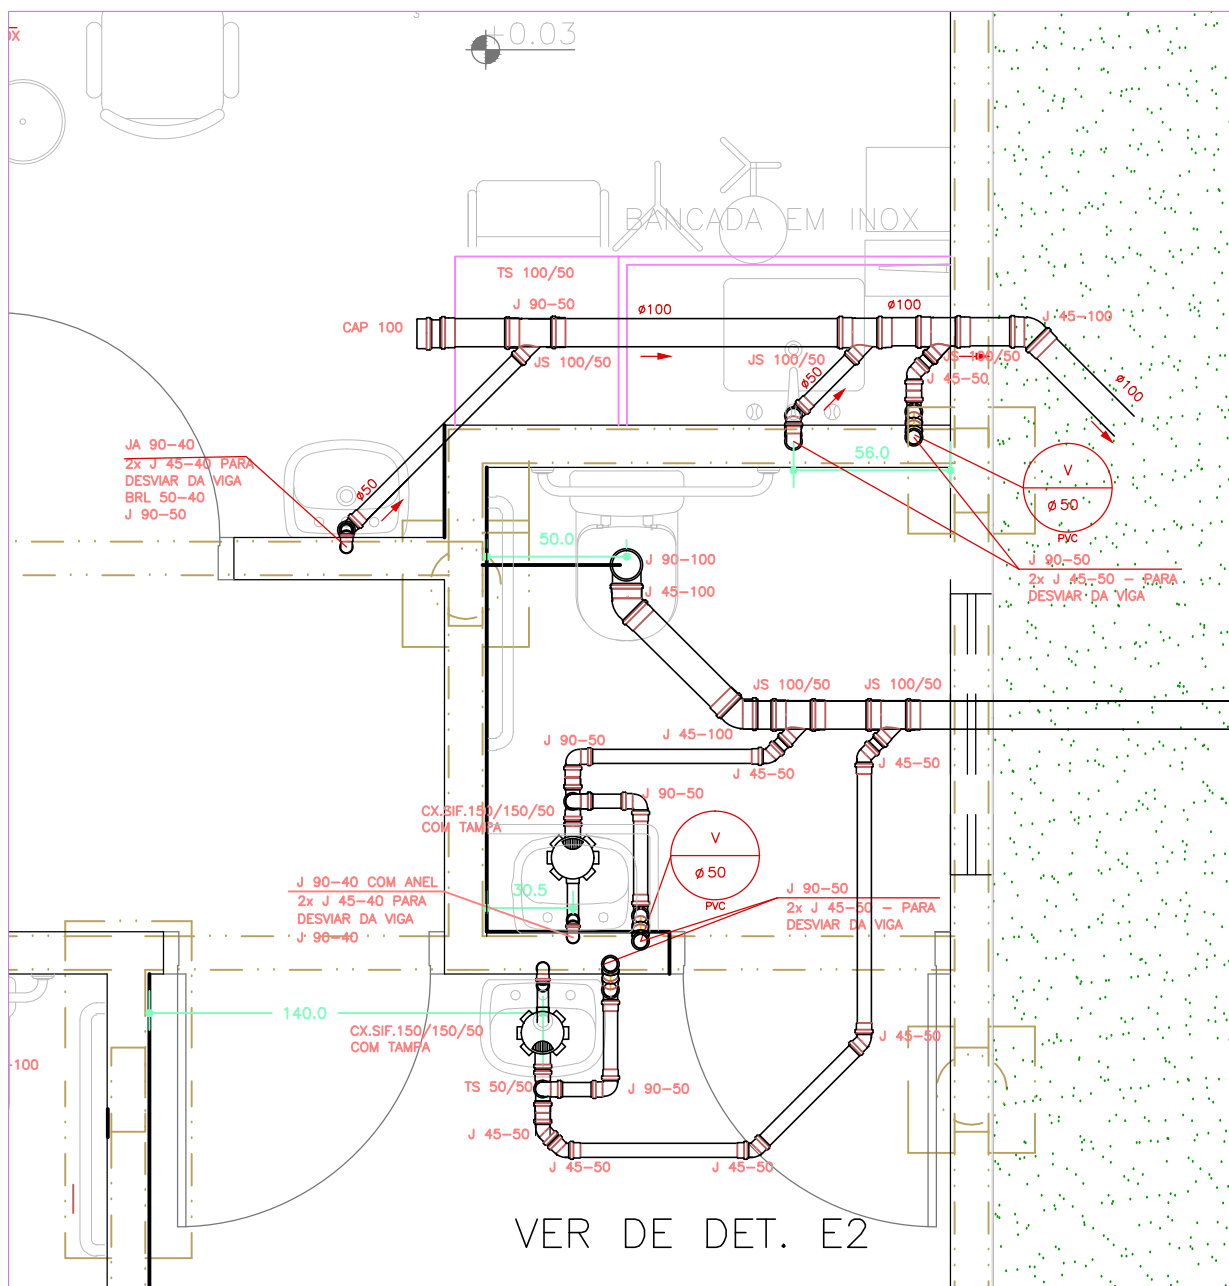 +0.03
BANCADA EM INOX
TS 100/50
J 90-50
CAP 100
ø100
ø100
J 45-100
JS 100/50
JS 100/50
JS 100/50
J 45-50
ø50
ø100
JA 90-40
2x J 45-40 PARA
DESVIAR DA VIGA
BRL 50-40
J 90-50
ø50
56.0
V
ø50
PVC
50.0
J 90-100
J 45-100
J 90-50
2x J 45-50 - PARA
DESVIAR DA VIGA
JS 100/50
JS 100/50
J 45-100
J 90-50
J 45-50
J 45-50
J 90-50
CX.SIF.150/150/50
COM TAMPA
V
ø50
PVC
J 90-40 COM ANEL
2x J 45-40 PARA
DESVIAR DA VIGA
J 90-40
30.5
J 90-50
2x J 45-50 - PARA
DESVIAR DA VIGA
140.0
CX.SIF.150/150/50
COM TAMPA
J 45-50
-100
TS 50/50
J 90-50
J 45-50
J 45-50
J 45-50
VER DE DET. E2